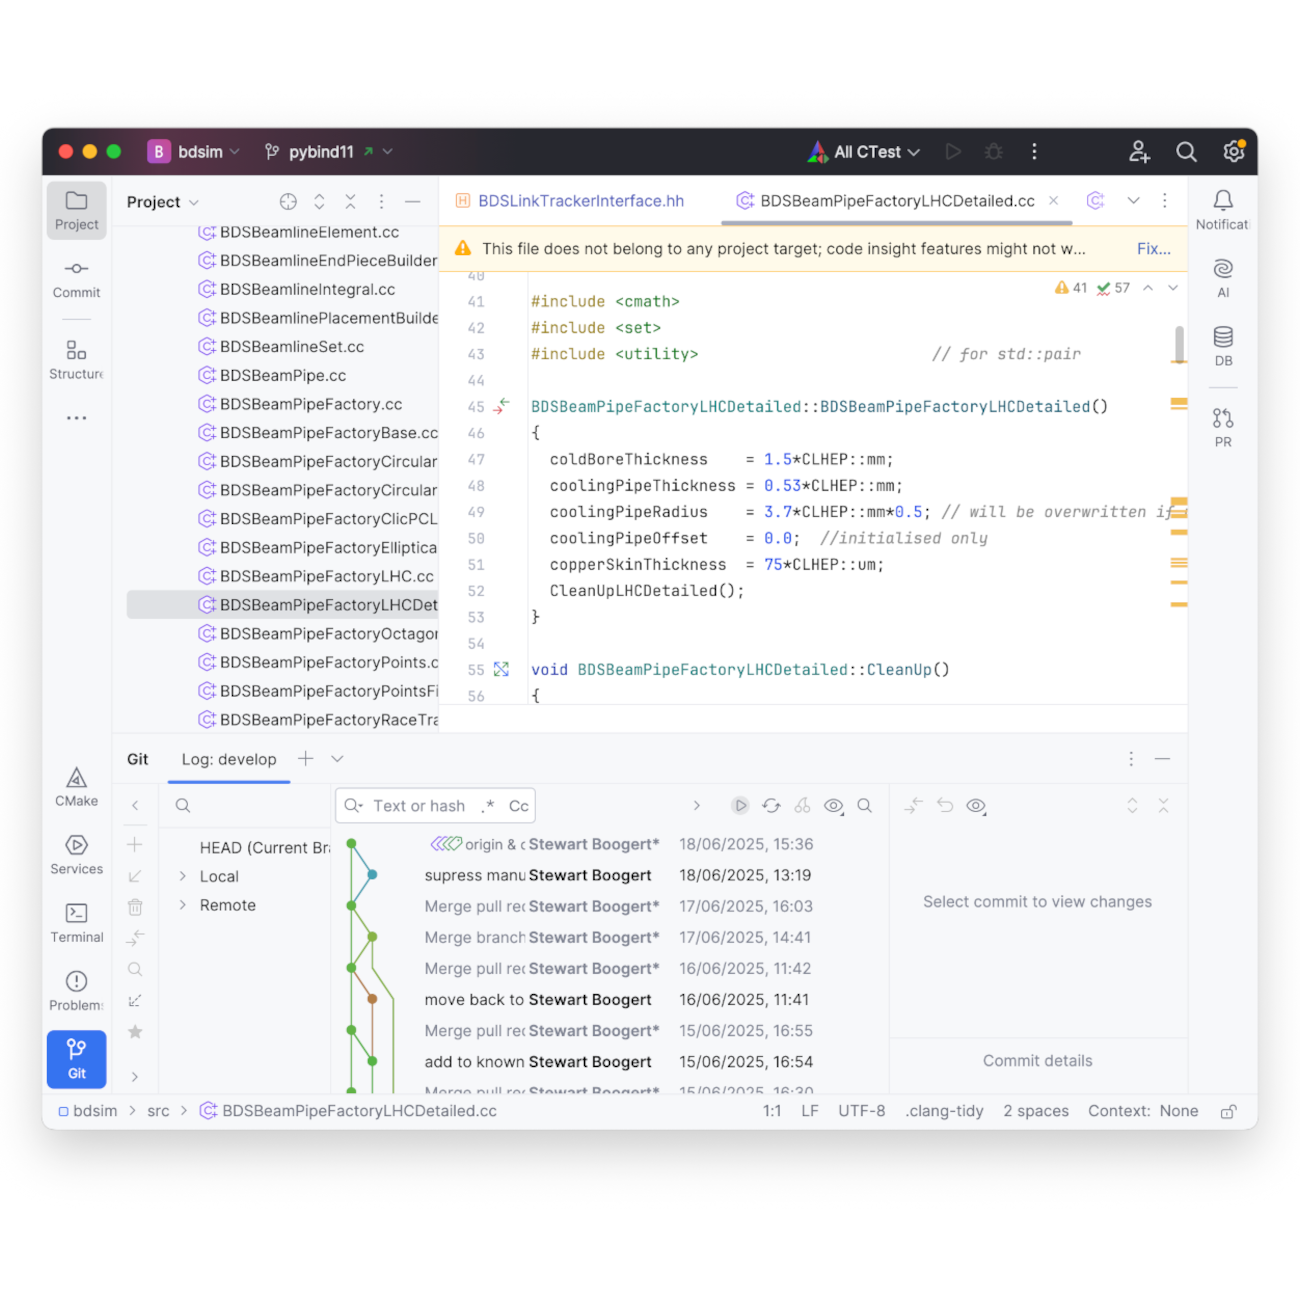 B bdsim pybind11 All CTest
Project
Commit
Structure
Project
BDSBeamlineElement.cc
BDSBeamlineEndPieceBuilder
BDSBeamlineIntegral.cc
BDSBeamlinePlacementBuilde
BDSBeamlineSet.cc
BDSBeamPipe.cc
BDSBeamPipeFactory.cc
BDSBeamPipeFactoryBase.cc
BDSBeamPipeFactoryCircular
BDSBeamPipeFactoryCircular
BDSBeamPipeFactoryClicPCL
BDSBeamPipeFactoryElliptica
BDSBeamPipeFactoryLHC.cc
BDSBeamPipeFactoryLHCDet
BDSBeamPipeFactoryOctagon
BDSBeamPipeFactoryPoints.c
BDSBeamPipeFactoryPointsFi
BDSBeamPipeFactoryRaceTra
H BDSLinkTrackerInterface.hh BDSBeamPipeFactoryLHCDetailed.cc
This file does not belong to any project target; code insight features might not w... Fix...
41 57
40
41 #include <cmath>
42 #include <set>
43 #include <utility> // for std::pair
44
45 BDSBeamPipeFactoryLHCDetailed::BDSBeamPipeFactoryLHCDetailed()
46 {
47 coldBoreThickness = 1.5*CLHEP::mm;
48 coolingPipeThickness = 0.53*CLHEP::mm;
49 coolingPipeRadius = 3.7*CLHEP::mm*0.5; // will be overwritten if
50 coolingPipeOffset = 0.0; //initialised only
51 copperSkinThickness = 75*CLHEP::um;
52 CleanUpLHCDetailed();
53 }
54
55 void BDSBeamPipeFactoryLHCDetailed::CleanUp()
56 {
Notificat
AI
DB
PR
CMake
Services
Terminal
Problems
Git
Git Log: develop
HEAD (Current Bra
Local
Remote
Text or hash .* Cc
origin & c Stewart Boogert* 18/06/2025, 15:36
supress manu Stewart Boogert 18/06/2025, 13:19
Merge pull rec Stewart Boogert* 17/06/2025, 16:03
Merge branch Stewart Boogert* 17/06/2025, 14:41
Merge pull rec Stewart Boogert* 16/06/2025, 11:42
move back to Stewart Boogert 16/06/2025, 11:41
Merge pull rec Stewart Boogert* 15/06/2025, 16:55
add to known Stewart Boogert 15/06/2025, 16:54
Merge pull rec Stewart Boogert* 15/06/2025, 16:30
Select commit to view changes
Commit details
bdsim > src > BDSBeamPipeFactoryLHCDetailed.cc 1:1 LF UTF-8 .clang-tidy 2 spaces Context: None